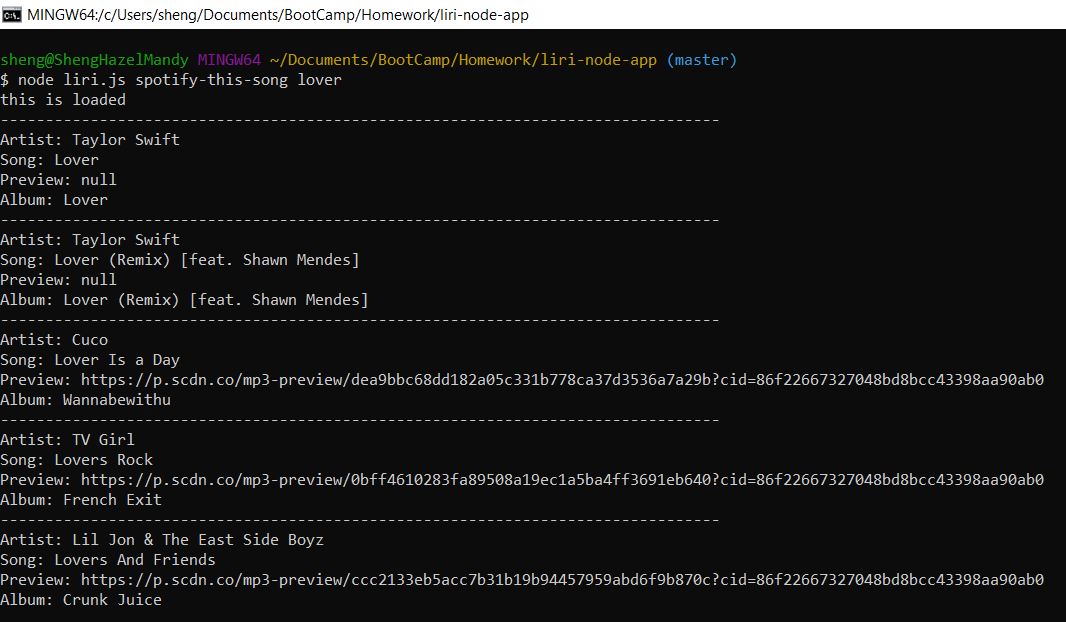 MINGW64:/c/Users/sheng/Documents/BootCamp/Homework/liri-node-app
sheng@ShengHazelMandy MINGW64 ~/Documents/BootCamp/Homework/liri-node-app (master)
$ node liri.js spotify-this-song lover
this is loaded
--------------------------------------------------------------------------------
Artist: Taylor Swift
Song: Lover
Preview: null
Album: Lover
--------------------------------------------------------------------------------
Artist: Taylor Swift
Song: Lover (Remix) [feat. Shawn Mendes]
Preview: null
Album: Lover (Remix) [feat. Shawn Mendes]
--------------------------------------------------------------------------------
Artist: Cuco
Song: Lover Is a Day
Preview: https://p.scdn.co/mp3-preview/dea9bbc68dd182a05c331b778ca37d3536a7a29b?cid=86f22667327048bd8bcc43398aa90ab0
Album: Wannabewithu
--------------------------------------------------------------------------------
Artist: TV Girl
Song: Lovers Rock
Preview: https://p.scdn.co/mp3-preview/0bff4610283fa89508a19ec1a5ba4ff3691eb640?cid=86f22667327048bd8bcc43398aa90ab0
Album: French Exit
--------------------------------------------------------------------------------
Artist: Lil Jon & The East Side Boyz
Song: Lovers And Friends
Preview: https://p.scdn.co/mp3-preview/ccc2133eb5acc7b31b19b94457959abd6f9b870c?cid=86f22667327048bd8bcc43398aa90ab0
Album: Crunk Juice